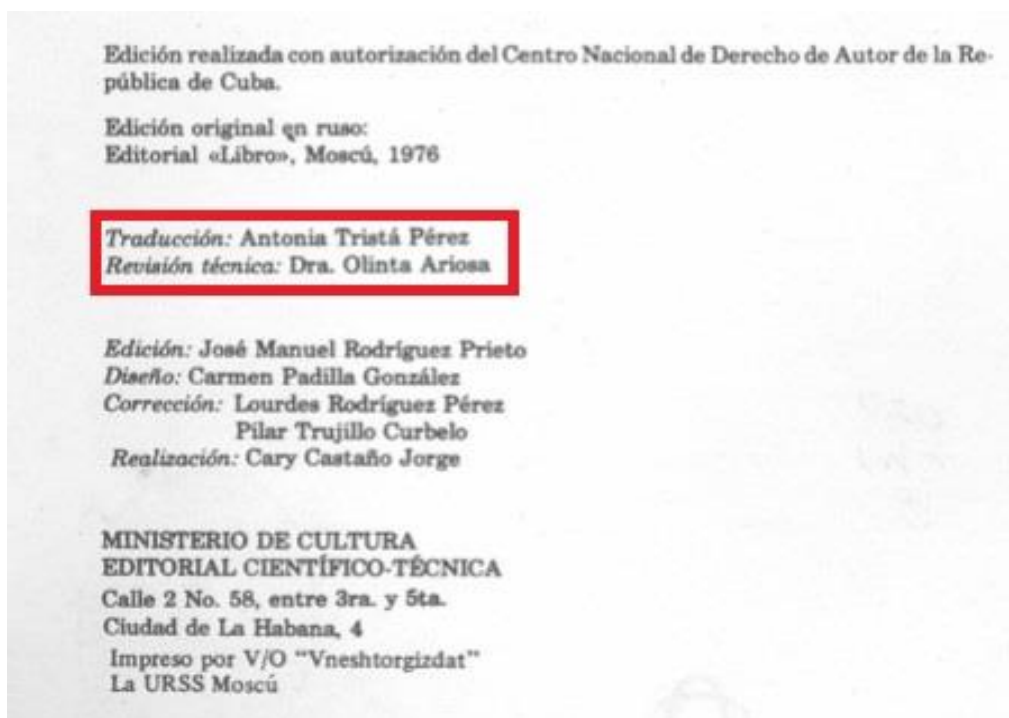 Edición realizada con autorización del Centro Nacional de Derecho de Autor de la Re-
pública de Cuba.
Edición original en ruso:
Editorial «Libro», Moscú, 1976
Traducción: Antonia Tristá Pérez
Revisión técnica: Dra. Olinta Ariosa
Edición: José Manuel Rodríguez Prieto
Diseño: Carmen Padilla González
Corrección: Lourdes Rodríguez Pérez
Pilar Trujillo Curbelo
Realización: Cary Castaño Jorge
MINISTERIO DE CULTURA
EDITORIAL CIENTÍFICO-TÉCNICA
Calle 2 No. 58, entre 3ra. y 5ta.
Ciudad de La Habana, 4
Impreso por V/O "Vneshtorgizdat"
La URSS Moscú